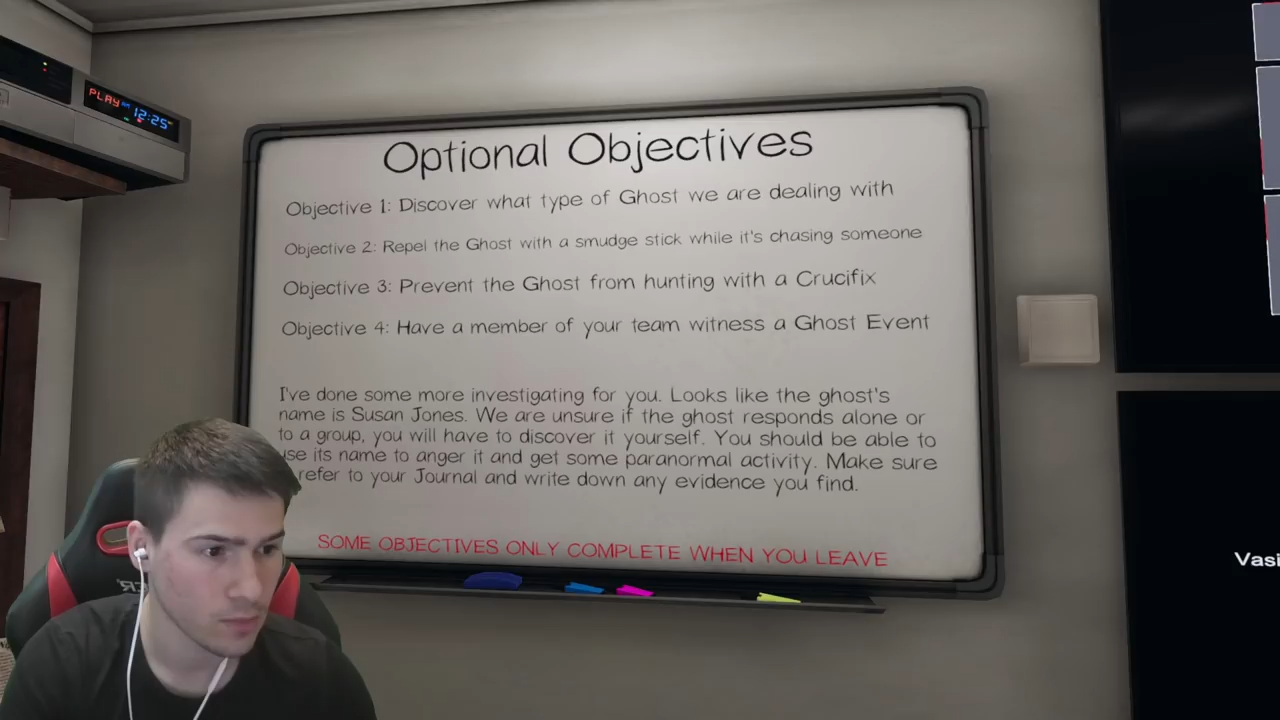 PLAY 12:25
Optional Objectives
Objective 1: Discover what type of Ghost we are dealing with
Objective 2: Repel the Ghost with a smudge stick while it's chasing someone
Objective 3: Prevent the Ghost from hunting with a Crucifix
Objective 4: Have a member of your team witness a Ghost Event
I've done some more investigating for you. Looks like the ghost's
name is Susan Jones. We are unsure if the ghost responds alone or
to a group, you will have to discover it yourself. You should be able to
use its name to anger it and get some paranormal activity. Make sure
refer to your Journal and write down any evidence you find.
SOME OBJECTIVES ONLY COMPLETE WHEN YOU LEAVE
Vasi